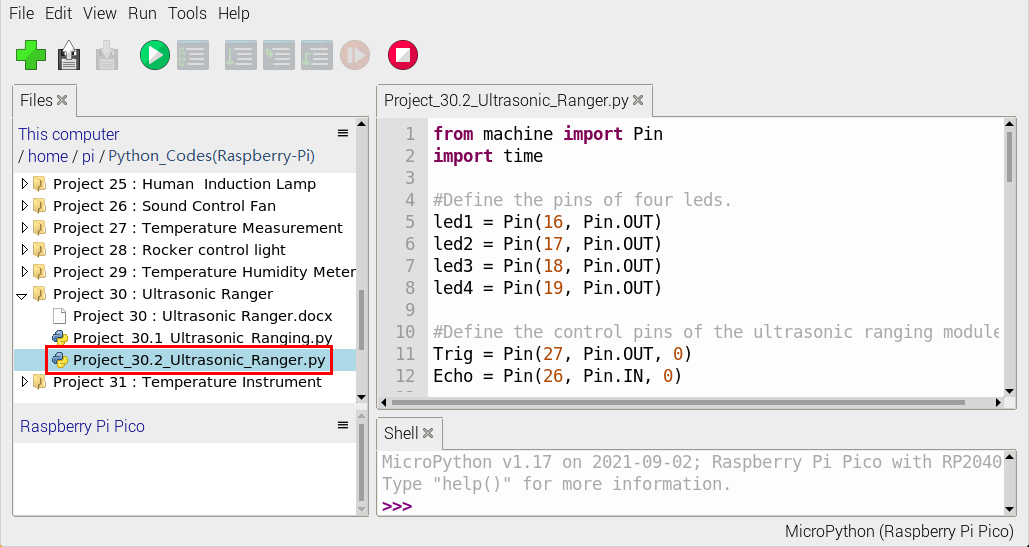 File Edit View Run Tools Help
Files
This computer
/ home / pi / Python_Codes(Raspberry-Pi)
Project 25 : Human  Induction Lamp
Project 26 : Sound Control Fan
Project 27 : Temperature Measurement
Project 28 : Rocker control light
Project 29 : Temperature Humidity Meter
Project 30 : Ultrasonic Ranger
Project 30 : Ultrasonic Ranger.docx
Project_30.1_Ultrasonic_Ranging.py
Project_30.2_Ultrasonic_Ranger.py
Project 31 : Temperature Instrument
Raspberry Pi Pico
Project_30.2_Ultrasonic_Ranger.py
1 from machine import Pin
2 import time
3
4 #Define the pins of four leds.
5 led1 = Pin(16, Pin.OUT)
6 led2 = Pin(17, Pin.OUT)
7 led3 = Pin(18, Pin.OUT)
8 led4 = Pin(19, Pin.OUT)
9
10 #Define the control pins of the ultrasonic ranging module
11 Trig = Pin(27, Pin.OUT, 0)
12 Echo = Pin(26, Pin.IN, 0)
Shell
MicroPython v1.17 on 2021-09-02; Raspberry Pi Pico with RP2040
Type "help()" for more information.
>>>
MicroPython (Raspberry Pi Pico)